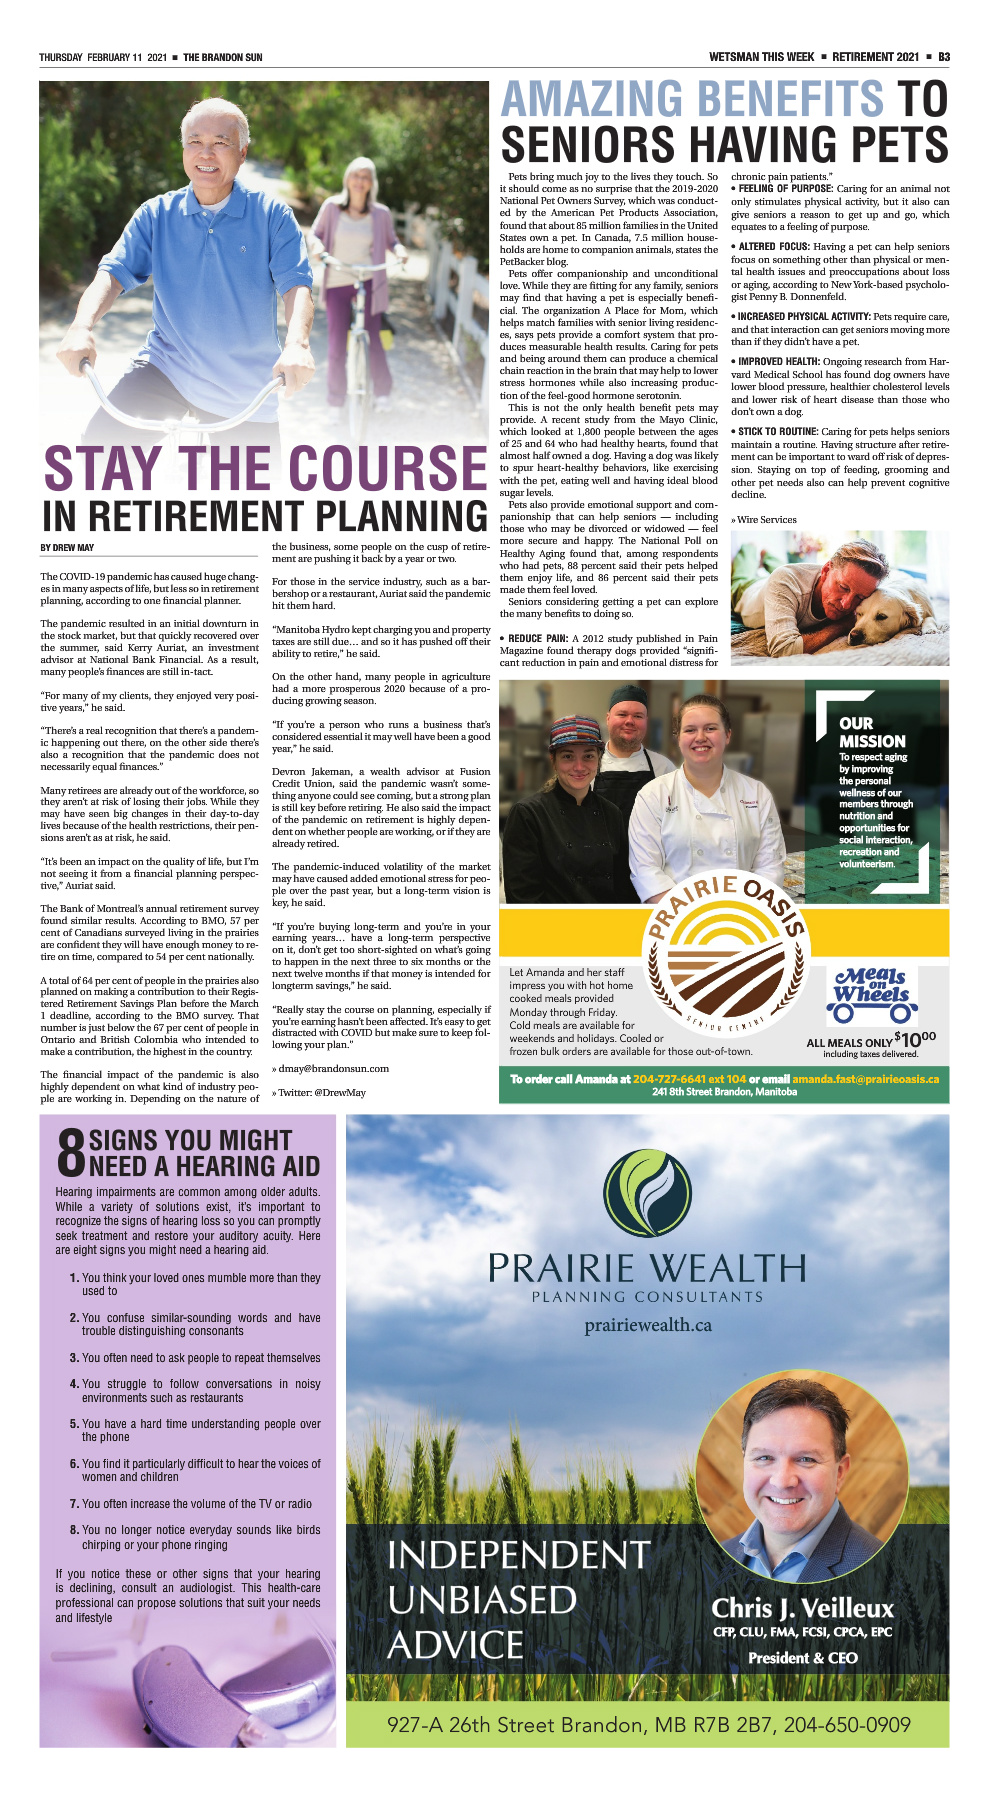 THURSDAY FEBRUARY 11 2021 ■ THE BRANDON SUN
WETSMAN THIS WEEK ■ RETIREMENT 2021 ■ B3
STAY THE COURSE
IN RETIREMENT PLANNING
BY DREW MAY
The COVID-19 pandemic has caused huge chang-
es in many aspects of life, but less so in retirement
planning, according to one financial planner.
The pandemic resulted in an initial downturn in
the stock market, but that quickly recovered over
the summer, said Kerry Auriat, an investment
advisor at National Bank Financial. As a result,
many people's finances are still in-tact.
“For many of my clients, they enjoyed very posi-
tive years,” he said.
“There's a real recognition that there's a pandem-
ic happening out there, on the other side there's
also a recognition that the pandemic does not
necessarily equal finances.”
Many retirees are already out of the workforce, so
they aren't at risk of losing their jobs. While they
may have seen big changes in their day-to-day
lives because of the health restrictions, their pen-
sions aren't as at risk, he said.
“It's been an impact on the quality of life, but I'm
not seeing it from a financial planning perspec-
tive,” Auriat said.
The Bank of Montreal's annual retirement survey
found similar results. According to BMO, 57 per
cent of Canadians surveyed living in the prairies
are confident they will have enough money to re-
tire on time, compared to 54 per cent nationally.
A total of 64 per cent of people in the prairies also
planned on making a contribution to their Regis-
tered Retirement Savings Plan before the March
1 deadline, according to the BMO survey. That
number is just below the 67 per cent of people in
Ontario and British Colombia who intended to
make a contribution, the highest in the country.
The financial impact of the pandemic is also
highly dependent on what kind of industry peo-
ple are working in. Depending on the nature of
the business, some people on the cusp of retire-
ment are pushing it back by a year or two.
For those in the service industry, such as a bar-
bershop or a restaurant, Auriat said the pandemic
hit them hard.
“Manitoba Hydro kept charging you and property
taxes are still due… and so it has pushed off their
ability to retire,” he said.
On the other hand, many people in agriculture
had a more prosperous 2020 because of a pro-
ducing growing season.
“If you're a person who runs a business that's
considered essential it may well have been a good
year,” he said.
Devron Jakeman, a wealth advisor at Fusion
Credit Union, said the pandemic wasn't some-
thing anyone could see coming, but a strong plan
is still key before retiring. He also said the impact
of the pandemic on retirement is highly depen-
dent on whether people are working, or if they are
already retired.
The pandemic-induced volatility of the market
may have caused added emotional stress for peo-
ple over the past year, but a long-term vision is
key, he said.
“If you're buying long-term and you're in your
earning years… have a long-term perspective
on it, don't get too short-sighted on what's going
to happen in the next three to six months or the
next twelve months if that money is intended for
longterm savings,” he said.
“Really stay the course on planning, especially if
you're earning hasn't been affected. It's easy to get
distracted with COVID but make sure to keep fol-
lowing your plan.”
» dmay@brandonsun.com
» Twitter: @DrewMay
AMAZING BENEFITS TO
SENIORS HAVING PETS
Pets bring much joy to the lives they touch. So
it should come as no surprise that the 2019-2020
National Pet Owners Survey, which was conduct-
ed by the American Pet Products Association,
found that about 85 million families in the United
States own a pet. In Canada, 7.5 million house-
holds are home to companion animals, states the
PetBacker blog.
Pets offer companionship and unconditional
love. While they are fitting for any family, seniors
may find that having a pet is especially benefi-
cial. The organization A Place for Mom, which
helps match families with senior living residenc-
es, says pets provide a comfort system that pro-
duces measurable health results. Caring for pets
and being around them can produce a chemical
chain reaction in the brain that may help to lower
stress hormones while also increasing produc-
tion of the feel-good hormone serotonin.
This is not the only health benefit pets may
provide. A recent study from the Mayo Clinic,
which looked at 1,800 people between the ages
of 25 and 64 who had healthy hearts, found that
almost half owned a dog. Having a dog was likely
to spur heart-healthy behaviors, like exercising
with the pet, eating well and having ideal blood
sugar levels.
Pets also provide emotional support and com-
panionship that can help seniors — including
those who may be divorced or widowed — feel
more secure and happy. The National Poll on
Healthy Aging found that, among respondents
who had pets, 88 percent said their pets helped
them enjoy life, and 86 percent said their pets
made them feel loved.
Seniors considering getting a pet can explore
the many benefits to doing so.
• REDUCE PAIN: A 2012 study published in Pain
Magazine found therapy dogs provided “signifi-
cant reduction in pain and emotional distress for
chronic pain patients.”
• FEELING OF PURPOSE: Caring for an animal not
only stimulates physical activity, but it also can
give seniors a reason to get up and go, which
equates to a feeling of purpose.
• ALTERED FOCUS: Having a pet can help seniors
focus on something other than physical or men-
tal health issues and preoccupations about loss
or aging, according to New York-based psycholo-
gist Penny B. Donnenfeld.
• INCREASED PHYSICAL ACTIVITY: Pets require care,
and that interaction can get seniors moving more
than if they didn't have a pet.
• IMPROVED HEALTH: Ongoing research from Har-
vard Medical School has found dog owners have
lower blood pressure, healthier cholesterol levels
and lower risk of heart disease than those who
don't own a dog.
• STICK TO ROUTINE: Caring for pets helps seniors
maintain a routine. Having structure after retire-
ment can be important to ward off risk of depres-
sion. Staying on top of feeding, grooming and
other pet needs also can help prevent cognitive
decline.
» Wire Services
OUR
MISSION
To respect aging
by improving
the personal
wellness of our
members through
nutrition and
opportunities for
social interaction,
recreation and
volunteerism.
PRAIRIE OASIS
SENIOR CENTRE
Let Amanda and her staff
impress you with hot home
cooked meals provided
Monday through Friday.
Cold meals are available for
weekends and holidays. Cooled or
frozen bulk orders are available for those out-of-town.
Meals
on
Wheels
ALL MEALS ONLY $10 00
including taxes delivered.
To order call Amanda at 204-727-6641 ext 104 or email amanda.fast@prairieoasis.ca
241 8th Street Brandon, Manitoba
8 SIGNS YOU MIGHT
NEED A HEARING AID
Hearing impairments are common among older adults.
While a variety of solutions exist, it's important to
recognize the signs of hearing loss so you can promptly
seek treatment and restore your auditory acuity. Here
are eight signs you might need a hearing aid.
1. You think your loved ones mumble more than they
used to
2. You confuse similar-sounding words and have
trouble distinguishing consonants
3. You often need to ask people to repeat themselves
4. You struggle to follow conversations in noisy
environments such as restaurants
5. You have a hard time understanding people over
the phone
6. You find it particularly difficult to hear the voices of
women and children
7. You often increase the volume of the TV or radio
8. You no longer notice everyday sounds like birds
chirping or your phone ringing
If you notice these or other signs that your hearing
is declining, consult an audiologist. This health-care
professional can propose solutions that suit your needs
and lifestyle
PRAIRIE WEALTH
PLANNING CONSULTANTS
prairiewealth.ca
INDEPENDENT
UNBIASED
ADVICE
Chris J. Veilleux
CFP, CLU, FMA, FCSI, CPCA, EPC
President & CEO
927-A 26th Street Brandon, MB R7B 2B7, 204-650-0909